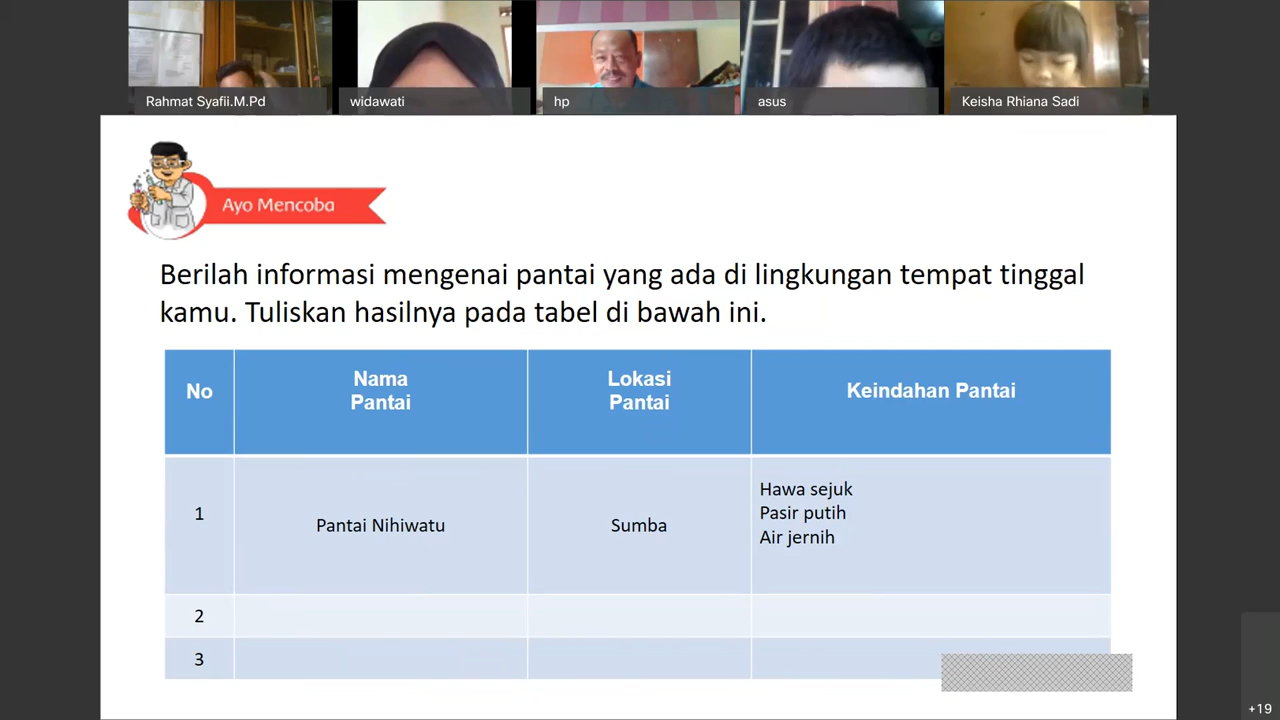 Rahmat Syafii.M.Pd
widawati
hp
asus
Keisha Rhiana Sadi
Ayo Mencoba
Berilah informasi mengenai pantai yang ada di lingkungan tempat tinggal
kamu. Tuliskan hasilnya pada tabel di bawah ini.
No
Nama
Pantai
Lokasi
Pantai
Keindahan Pantai
1
Pantai Nihiwatu
Sumba
Hawa sejuk
Pasir putih
Air jernih
2
3
+19